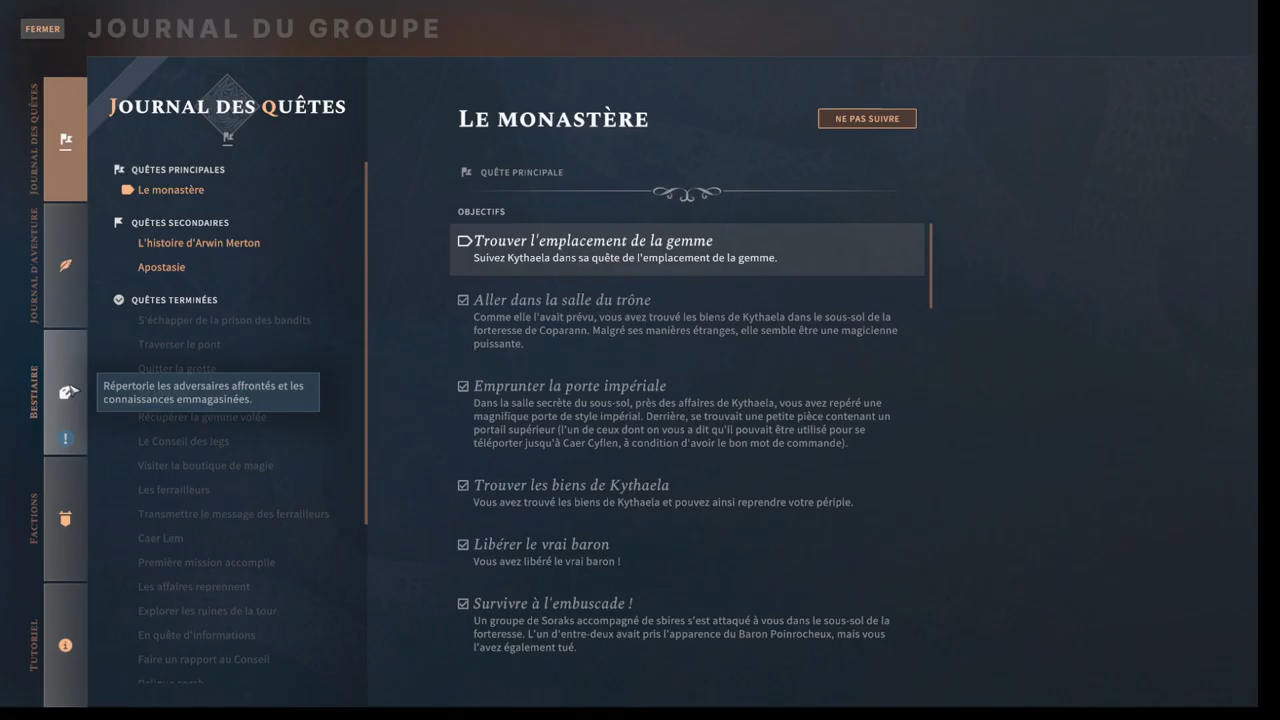 FERMER
JOURNAL DU GROUPE
JOURNAL DES QUÊTES
JOURNAL D'AVENTURE
BESTIAIRE
FACTIONS
TUTORIEL
JOURNAL DES QUÊTES
QUÊTES PRINCIPALES
Le monastère
QUÊTES SECONDAIRES
L'histoire d'Arwin Merton
Apostasie
QUÊTES TERMINÉES
S'échapper de la prison des bandits
Traverser le pont
Quitter la grotte
Répertorie les adversaires affrontés et les
connaissances emmagasinées.
Récupérer la gemme volée
Le Conseil des legs
Visiter la boutique de magie
Les ferrailleurs
Transmettre le message des ferrailleurs
Caer Lem
Première mission accomplie
Les affaires reprennent
Explorer les ruines de la tour
En quête d'informations
Faire un rapport au Conseil
LE MONASTÈRE
NE PAS SUIVRE
QUÊTE PRINCIPALE
OBJECTIFS
Trouver l'emplacement de la gemme
Suivez Kythaela dans sa quête de l'emplacement de la gemme.
Aller dans la salle du trône
Comme elle l'avait prévu, vous avez trouvé les biens de Kythaela dans le sous-sol de la
forteresse de Coparann. Malgré ses manières étranges, elle semble être une magicienne
puissante.
Emprunter la porte impériale
Dans la salle secrète du sous-sol, près des affaires de Kythaela, vous avez repéré une
magnifique porte de style impérial. Derrière, se trouvait une petite pièce contenant un
portail supérieur (l'un de ceux dont on vous a dit qu'il pouvait être utilisé pour se
téléporter jusqu'à Caer Cyflen, à condition d'avoir le bon mot de commande).
Trouver les biens de Kythaela
Vous avez trouvé les biens de Kythaela et pouvez ainsi reprendre votre périple.
Libérer le vrai baron
Vous avez libéré le vrai baron !
Survivre à l'embuscade !
Un groupe de Soraks accompagné de sbires s'est attaqué à vous dans le sous-sol de la
forteresse. L'un d'entre-deux avait pris l'apparence du Baron Poinrocheux, mais vous
l'avez également tué.